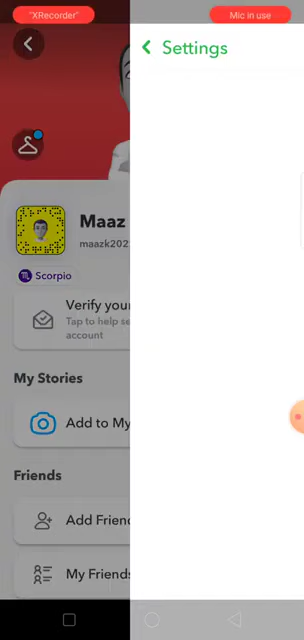 "XRecorder"
Mic in use
Settings
Maaz
maazk202
Scorpio
Verify your
Tap to help se
account
My Stories
Add to My
Friends
Add Friend
My Friends